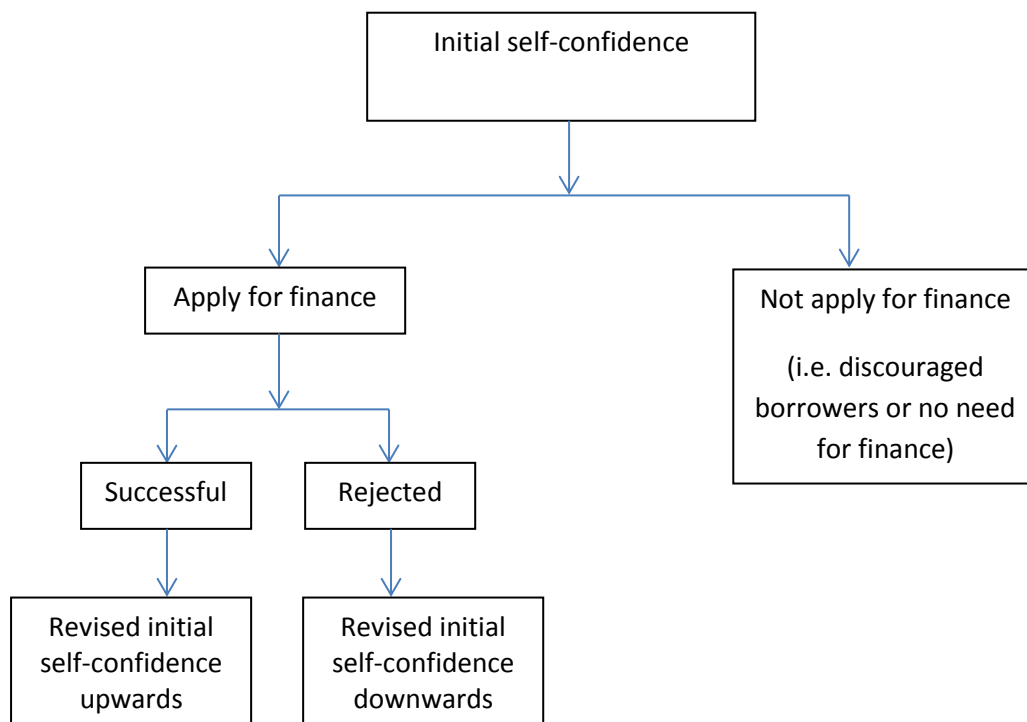 Initial self-confidence
Apply for finance
Not apply for finance
(i.e. discouraged
borrowers or no need
for finance)
Successful
Rejected
Revised initial
self-confidence
upwards
Revised initial
self-confidence
downwards